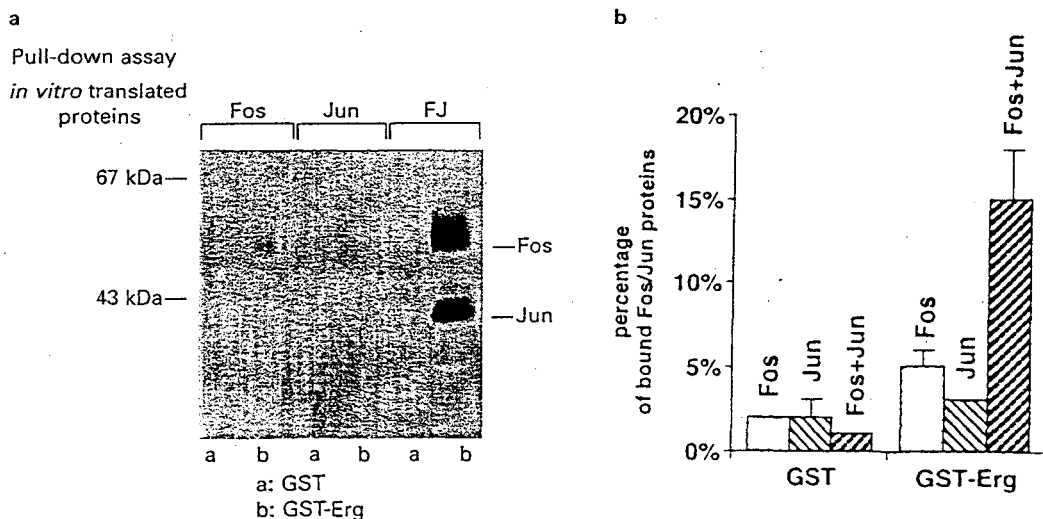 a
Pull-down assay
in vitro translated
proteins
Fos Jun FJ
67 kDa
43 kDa
Fos
Jun
a b a b a b
a: GST
b: GST-Erg
b
percentage
of bound Fos/Jun proteins
20%
15%
10%
5%
0%
Fos
Jun
Fos+Jun
Fos
Jun
Fos+Jun
GST GST-Erg